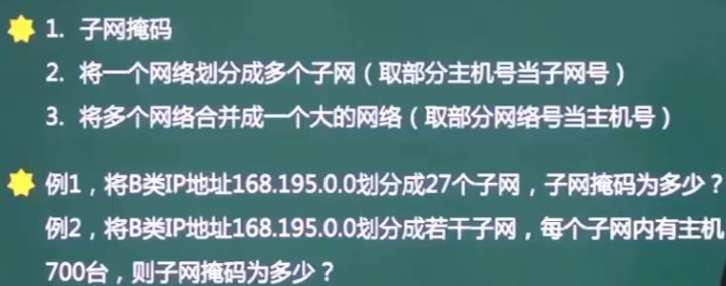 1. 子网掩码
2. 将一个网络划分成多个子网（取部分主机号当子网号）
3. 将多个网络合并成一个大的网络（取部分网络号当主机号）
例1，将B类IP地址168.195.0.0划分成27个子网，子网掩码为多少？
例2，将B类IP地址168.195.0.0划分成若干子网，每个子网内有主机
700台，则子网掩码为多少？